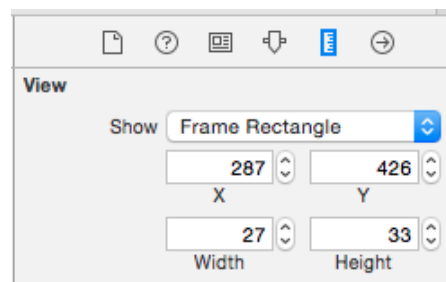 View
Show Frame Rectangle
287 426
X Y
27 33
Width Height